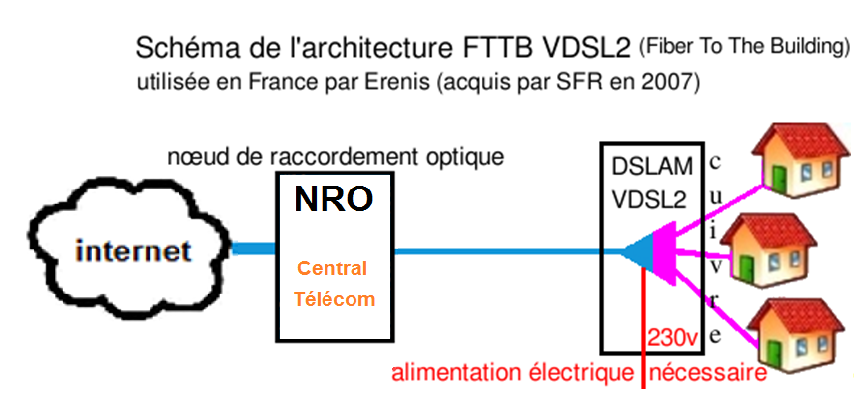 Schéma de l'architecture FTTB VDSL2 (Fiber To The Building)
utilisée en France par Erenis (acquis par SFR en 2007)
nœud de raccordement optique
internet
NRO
Central
Télécom
DSLAM
VDSL2
cuivre
230v
alimentation électrique nécessaire